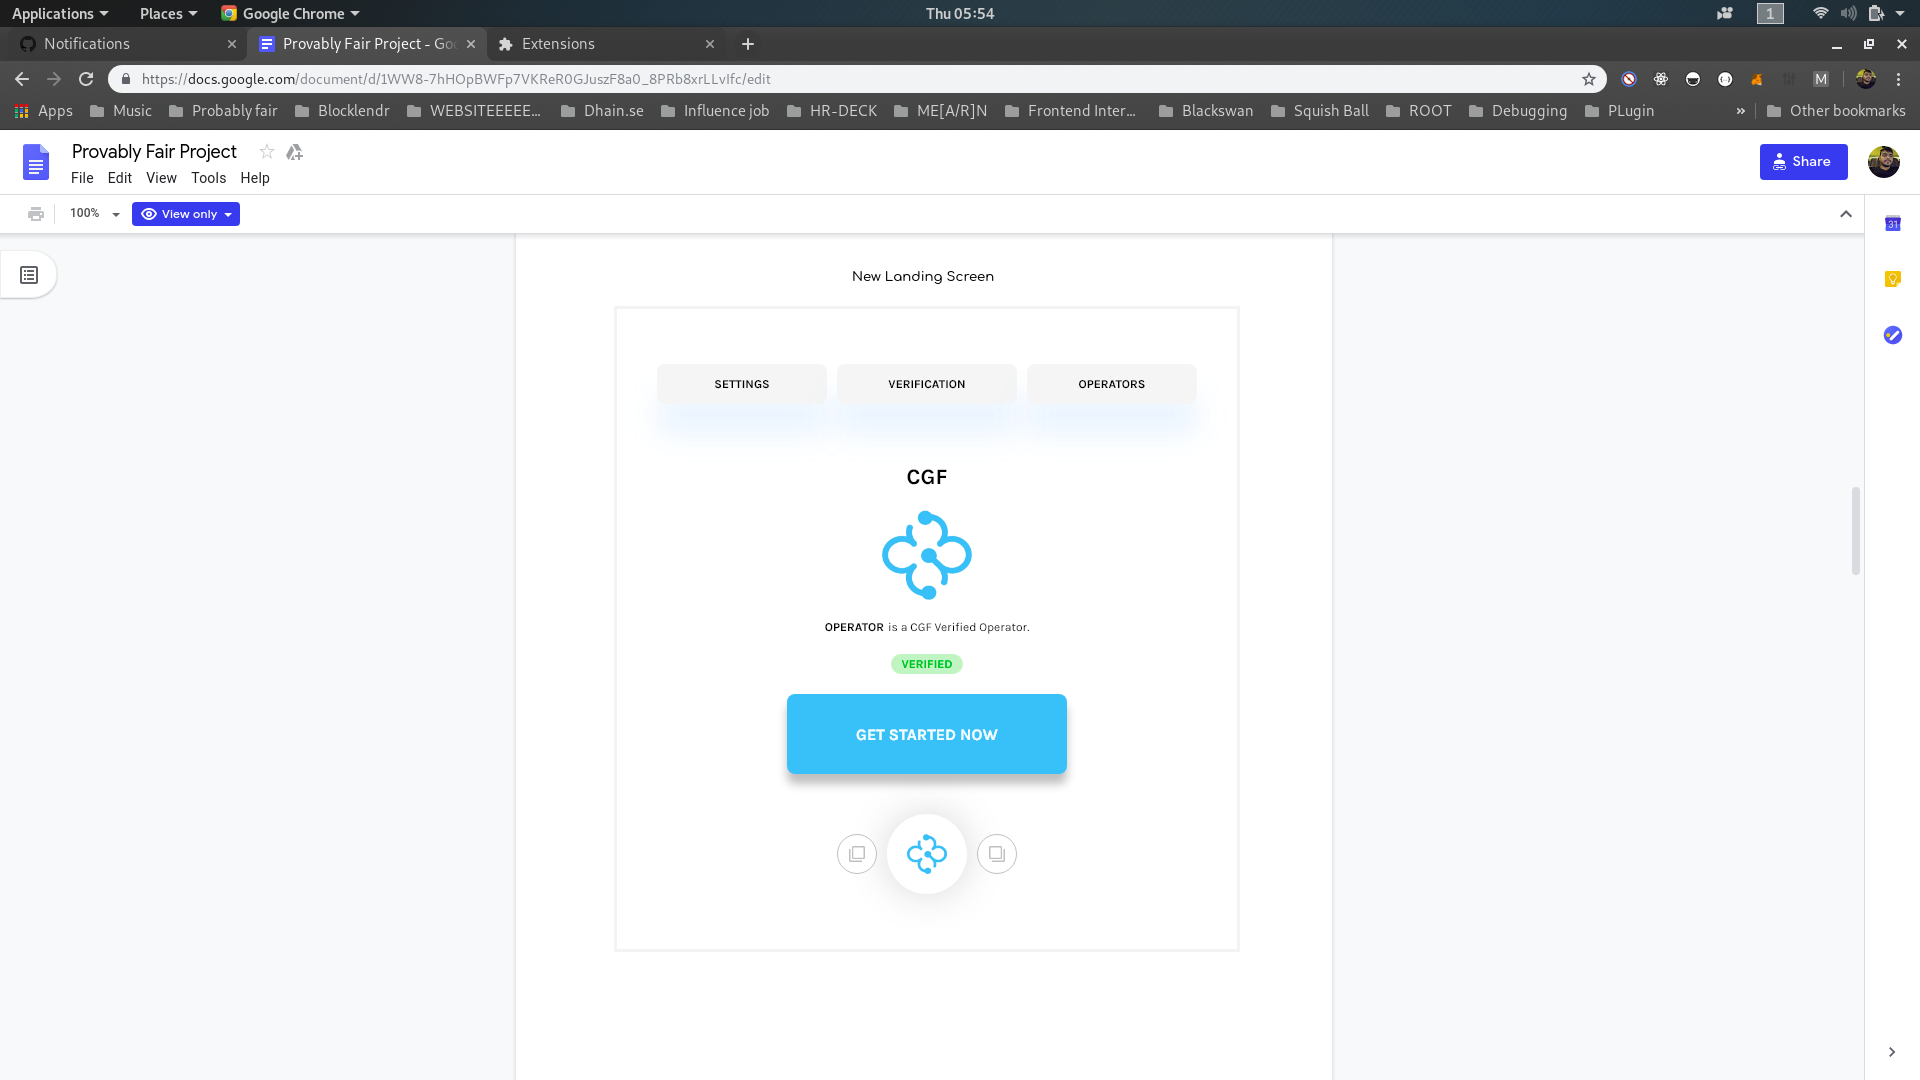 Applications Places Google Chrome Thu 05:54 1
Notifications Provably Fair Project - Goo Extensions
https://docs.google.com/document/d/1WW8-7hHOpBWFp7VKReR0GJuszF8a0_8PRb8xrLLvIfc/edit M
Apps Music Probably fair Blocklendr WEBSITEEEEE... Dhain.se Influence job HR-DECK ME[A/R]N Frontend Inter... Blackswan Squish Ball ROOT Debugging PLugin » Other bookmarks
Provably Fair Project
Share
File Edit View Tools Help
100% View only
31
New Landing Screen
SETTINGS VERIFICATION OPERATORS
CGF
OPERATOR is a CGF Verified Operator.
VERIFIED
GET STARTED NOW